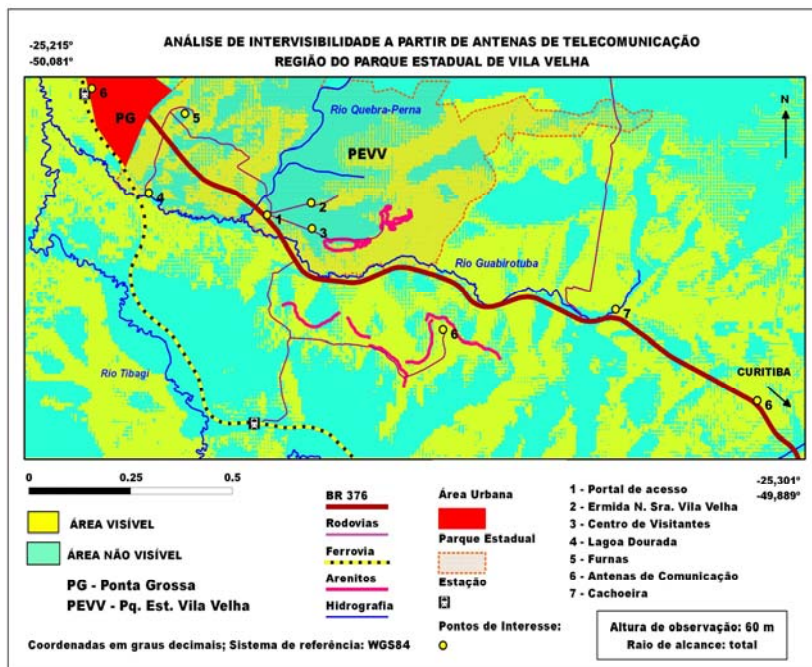 ANÁLISE DE INTERVISIBILIDADE A PARTIR DE ANTENAS DE TELECOMUNICAÇÃO
REGIÃO DO PARQUE ESTADUAL DE VILA VELHA
-25,215º
-50,081º
6
PG
5
Rio Quebra-Perna
PEVV
N
4
1
2
3
Rio Guabirotuba
7
6
Rio Tibagi
CURITIBA
6
0
0.25
0.5
-25,301º
-49,889º
ÁREA VISÍVEL
ÁREA NÃO VISÍVEL
PG - Ponta Grossa
PEVV - Pq. Est. Vila Velha
BR 376
Rodovias
Ferrovia
Arenitos
Hidrografia
Área Urbana
Parque Estadual
Estação
Pontos de Interesse:
1 - Portal de acesso
2 - Ermida N. Sra. Vila Velha
3 - Centro de Visitantes
4 - Lagoa Dourada
5 - Furnas
6 - Antenas de Comunicação
7 - Cachoeira
Coordenadas em graus decimais; Sistema de referência: WGS84
Altura de observação: 60 m
Raio de alcance: total